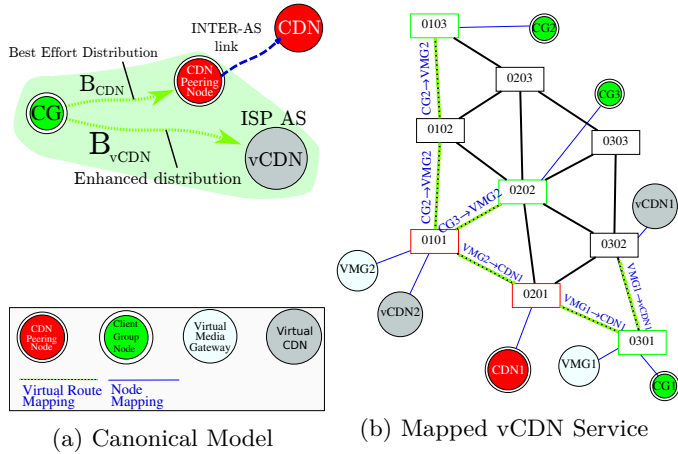 INTER-AS
link
CDN
Best Effort Distribution
CDN
Peering
Node
BCDN
CG
ISP AS
BvCDN
vCDN
Enhanced distribution
CDN
Peering
Node
Client
Group
Node
Virtual
Media
Gateway
Virtual
CDN
Virtual Route
Mapping
Node
Mapping
(a) Canonical Model
0103
CG2
CG2→VMG2
0203
CG3
0102
0303
CG2→VMG2
CG3→VMG2
0202
vCDN1
0101
0302
VMG2
VMG2→CDN1
VMG1→vCDN1
vCDN2
0201
VMG1→CDN1
0301
CDN1
VMG1
CG1
(b) Mapped vCDN Service